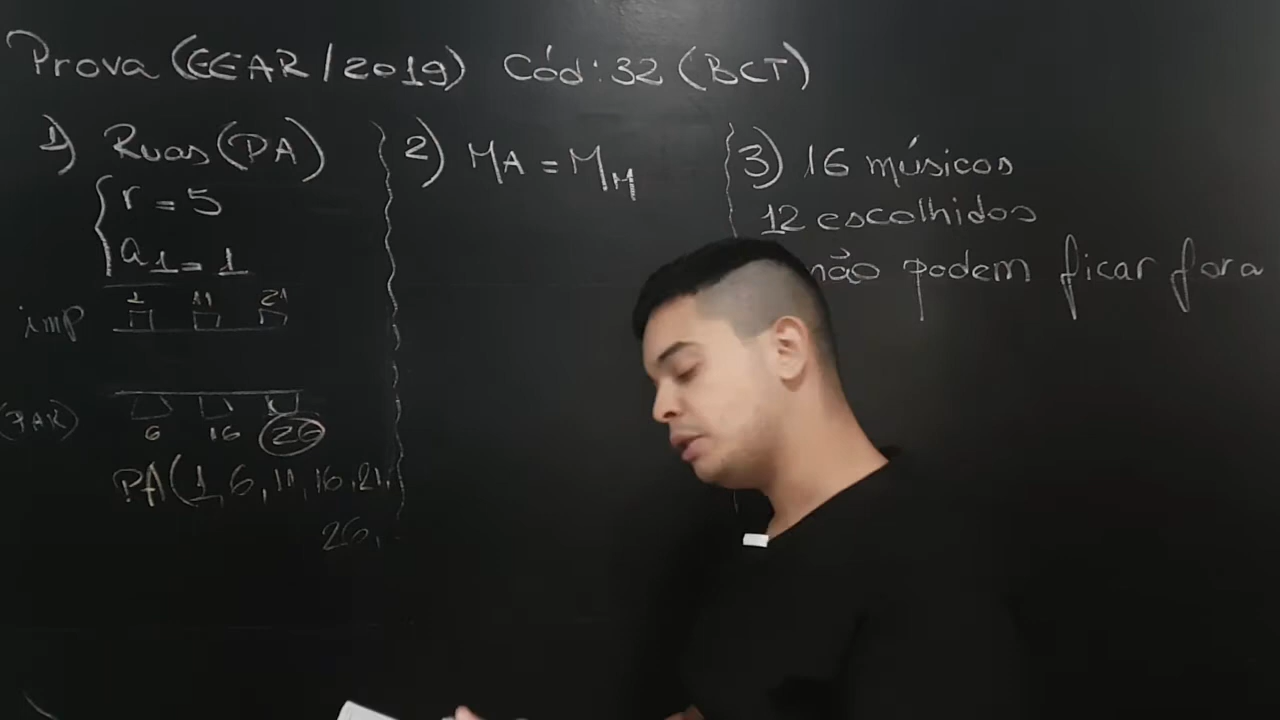 Prova (EEAR/2019) Cód: 32 (BCT)
1) Ruas (PA)
r = 5
a1 = 1
imp 1 11 21
(PAR) 6 16 26
PA(1, 6, 11, 16, 21,
26,
2) MA = MM
3) 16 músicos
12 escolhidos
não podem ficar fora